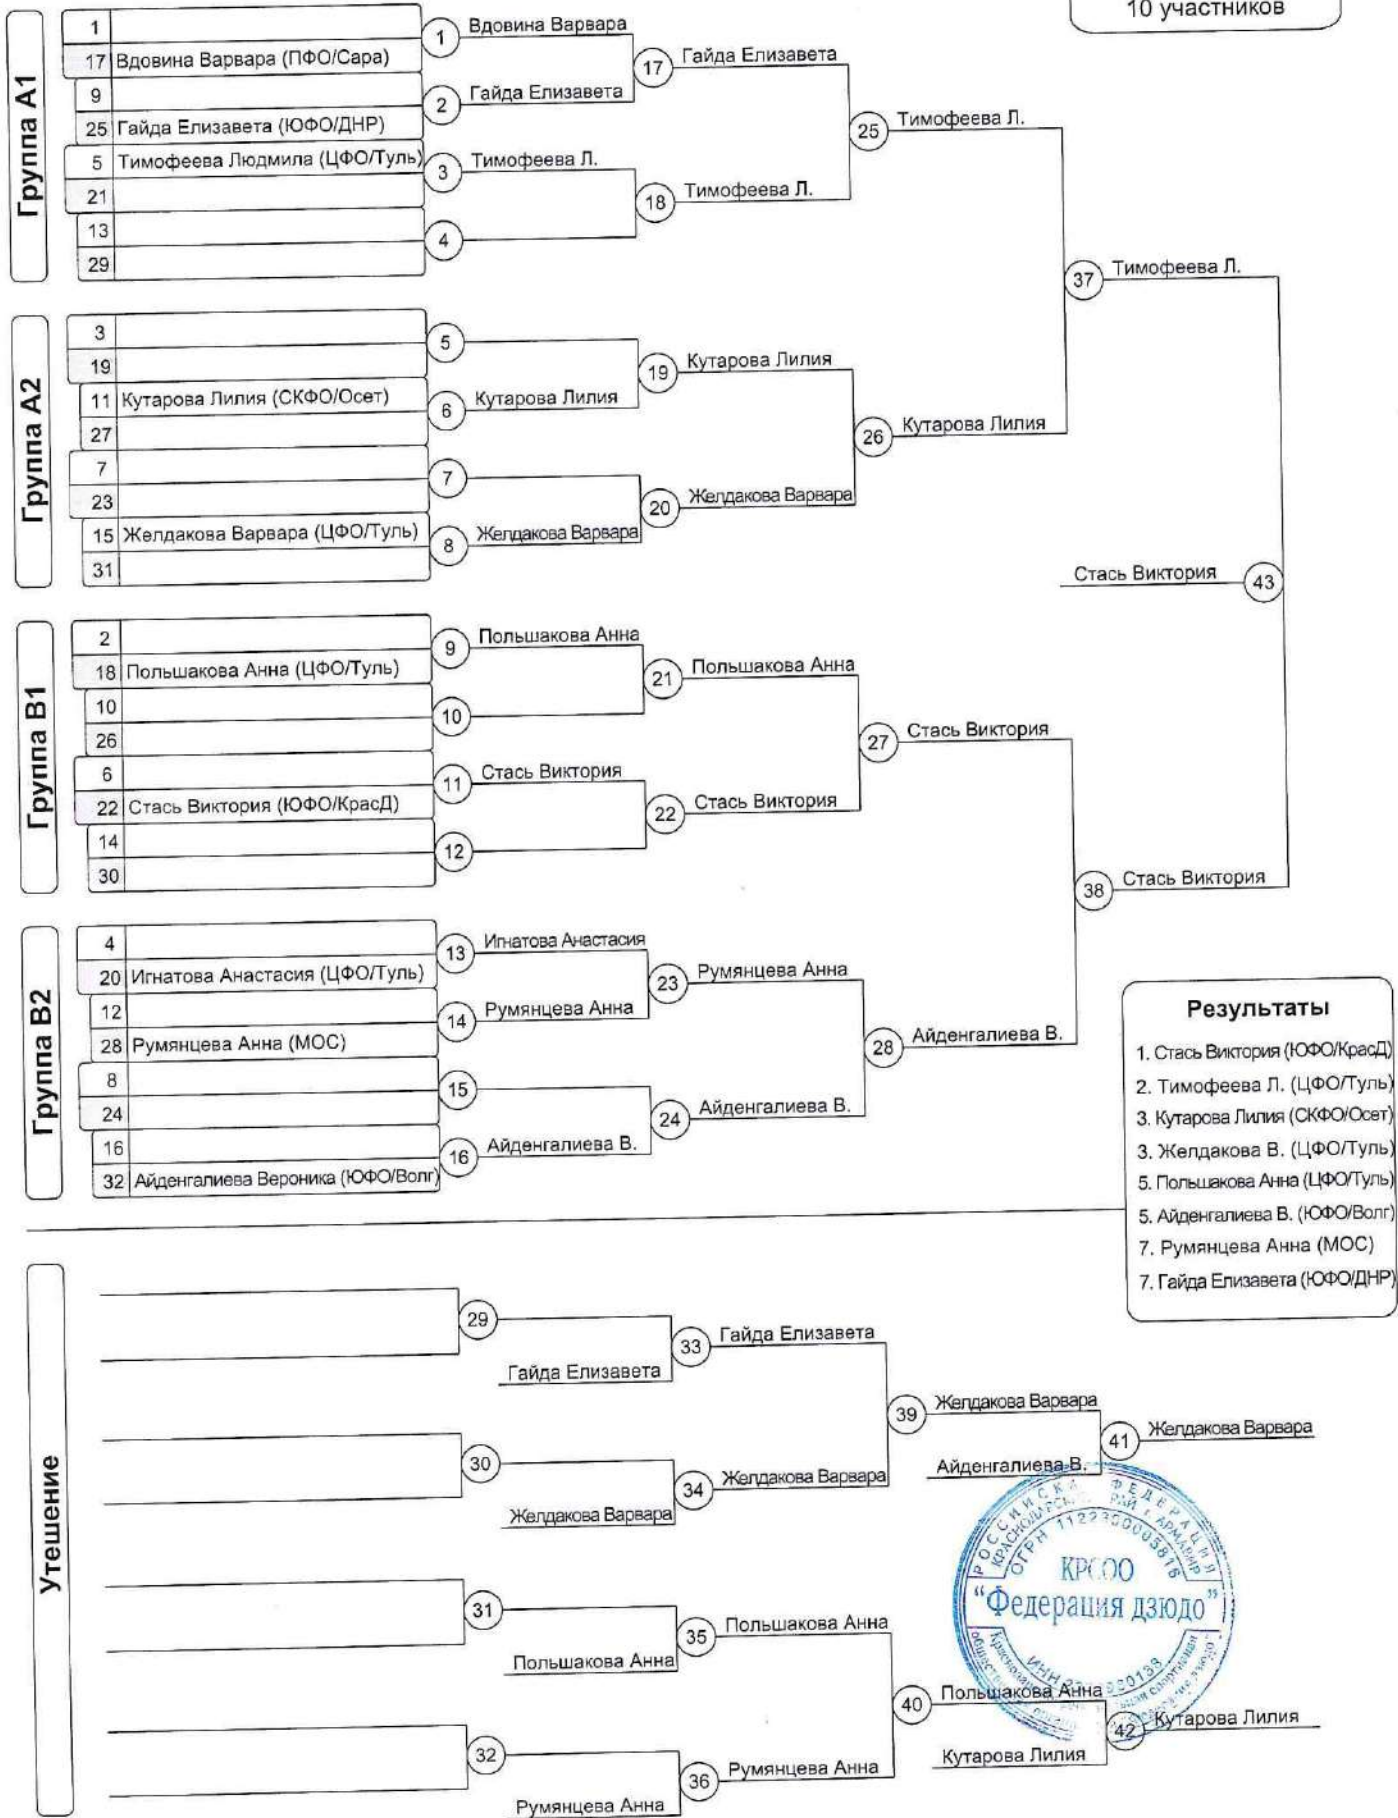 10 участников
Группа А1
1
17 Вдовина Варвара (ПФО/Сара)
9
25 Гайда Елизавета (ЮФО/ДНР)
5 Тимофеева Людмила (ЦФО/Туль)
21
13
29
1 Вдовина Варвара
2 Гайда Елизавета
3 Тимофеева Л.
4
17 Гайда Елизавета
18 Тимофеева Л.
25 Тимофеева Л.
37 Тимофеева Л.
Группа А2
3
19
11 Кутарова Лилия (СКФО/Осет)
27
7
23
15 Желдакова Варвара (ЦФО/Туль)
31
5
6 Кутарова Лилия
7
8 Желдакова Варвара
19 Кутарова Лилия
20 Желдакова Варвара
26 Кутарова Лилия
Стась Виктория 43
Группа В1
2
18 Польшакова Анна (ЦФО/Туль)
10
26
6
22 Стась Виктория (ЮФО/КрасД)
14
30
9 Польшакова Анна
10
11 Стась Виктория
12
21 Польшакова Анна
22 Стась Виктория
27 Стась Виктория
38 Стась Виктория
Группа В2
4
20 Игнатова Анастасия (ЦФО/Туль)
12
28 Румянцева Анна (МОС)
8
24
16
32 Айденгалиева Вероника (ЮФО/Волг)
13 Игнатова Анастасия
14 Румянцева Анна
15
16 Айденгалиева В.
23 Румянцева Анна
24 Айденгалиева В.
28 Айденгалиева В.
Результаты
1. Стась Виктория (ЮФО/КрасД)
2. Тимофеева Л. (ЦФО/Туль)
3. Кутарова Лилия (СКФО/Осет)
3. Желдакова В. (ЦФО/Туль)
5. Польшакова Анна (ЦФО/Туль)
5. Айденгалиева В. (ЮФО/Волг)
7. Румянцева Анна (МОС)
7. Гайда Елизавета (ЮФО/ДНР)
Утешение
29
Гайда Елизавета
33 Гайда Елизавета
30
Желдакова Варвара
34 Желдакова Варвара
39 Желдакова Варвара
Айденгалиева В.
41 Желдакова Варвара
31
Польшакова Анна
35 Польшакова Анна
32
Румянцева Анна
36 Румянцева Анна
40 Польшакова Анна
Кутарова Лилия
42 Кутарова Лилия
ФЕДЕРАЦИЯ
ОГРН 1122300005816
КРСОО
"Федерация дзюдо"